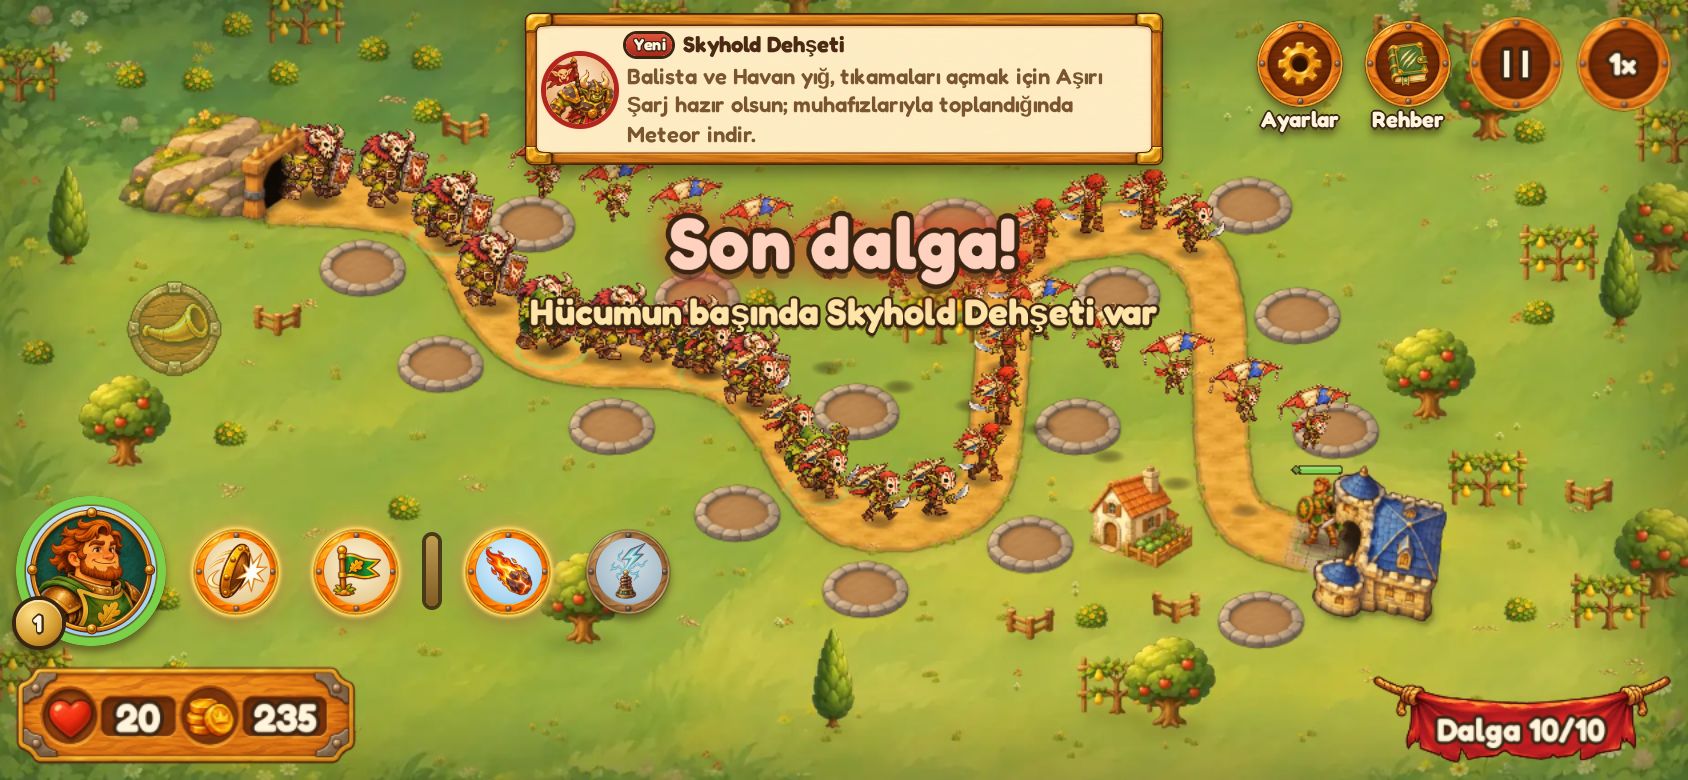 Yeni Skyhold Dehşeti
Balista ve Havan yığ, tıkamaları açmak için Aşırı
Şarj hazır olsun; muhafızlarıyla toplandığında
Meteor indir.
1x
Ayarlar
Rehber
Son dalga!
Hücumun başında Skyhold Dehşeti var
1
20
235
Dalga 10/10